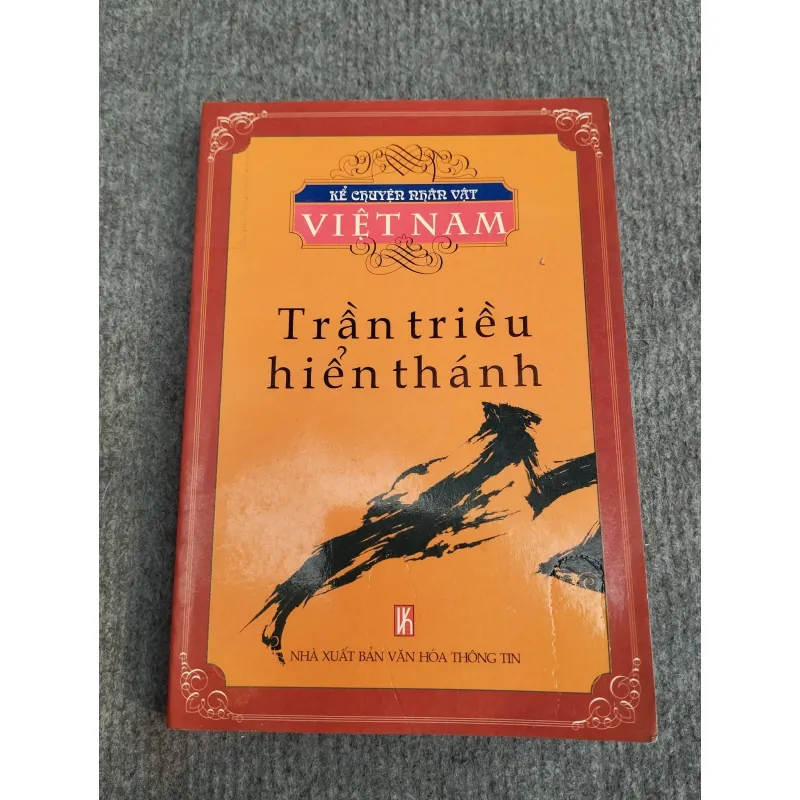 KỂ CHUYỆN NHÂN VẬT
VIỆT NAM
Trần triều
hiển thánh
NHÀ XUẤT BẢN VĂN HÓA THÔNG TIN